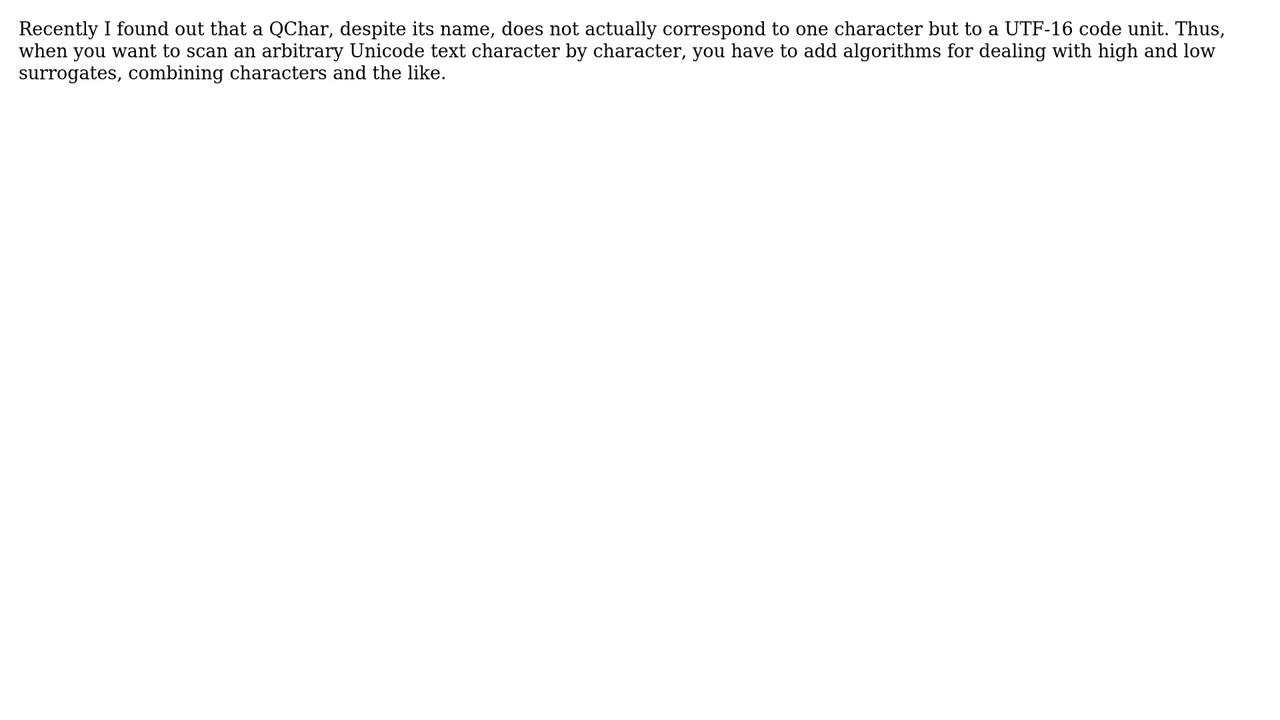 Recently I found out that a QChar, despite its name, does not actually correspond to one character but to a UTF-16 code unit. Thus,
when you want to scan an arbitrary Unicode text character by character, you have to add algorithms for dealing with high and low
surrogates, combining characters and the like.